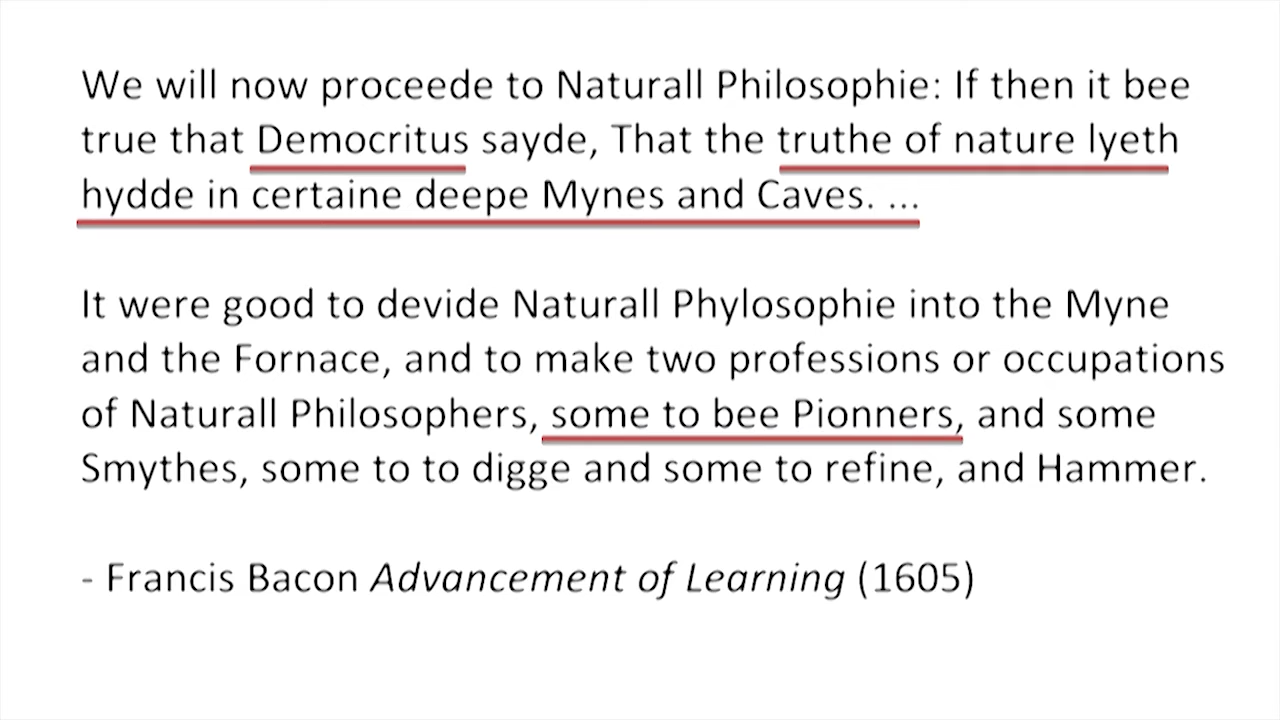 We will now proceede to Naturall Philosophie: If then it bee
true that Democritus sayde, That the truthe of nature lyeth
hydde in certaine deepe Mynes and Caves. ...
It were good to devide Naturall Phylosophie into the Myne
and the Fornace, and to make two professions or occupations
of Naturall Philosophers, some to bee Pionners, and some
Smythes, some to to digge and some to refine, and Hammer.
- Francis Bacon Advancement of Learning (1605)